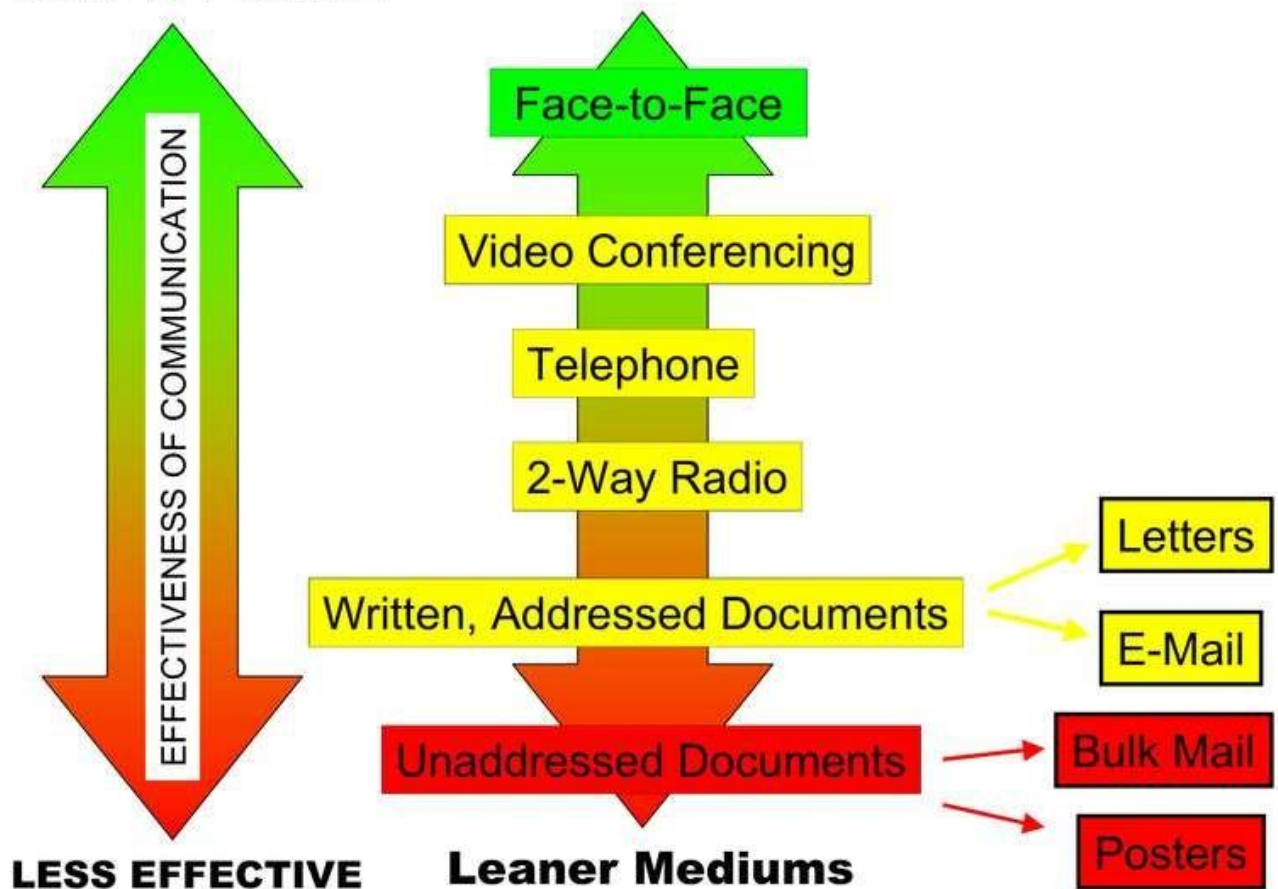 Face-to-Face
EFFECTIVENESS OF COMMUNICATION
Video Conferencing
Telephone
2-Way Radio
Letters
Written, Addressed Documents
E-Mail
Unaddressed Documents
Bulk Mail
Posters
LESS EFFECTIVE
Leaner Mediums